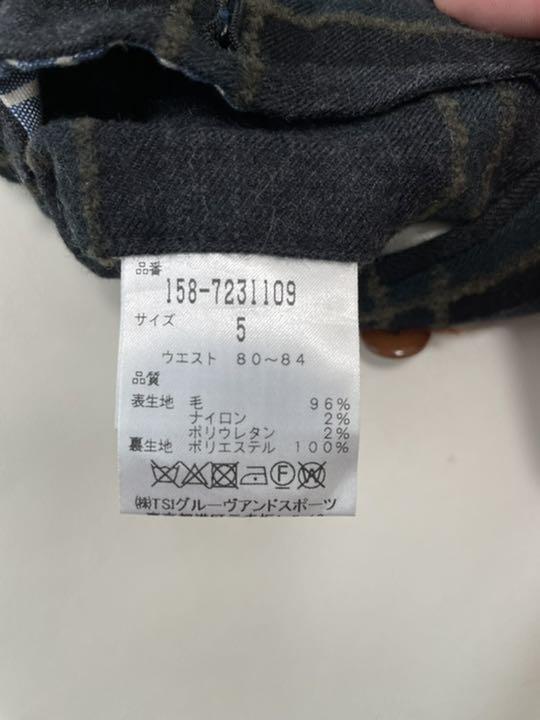 品番
158-7231109
サイズ
5
ウエスト 80~84
品質
表生地 毛 96%
ナイロン 2%
ポリウレタン 2%
裏生地 ポリエステル 100%
F W
㈱TSIグルーヴアンドスポーツ